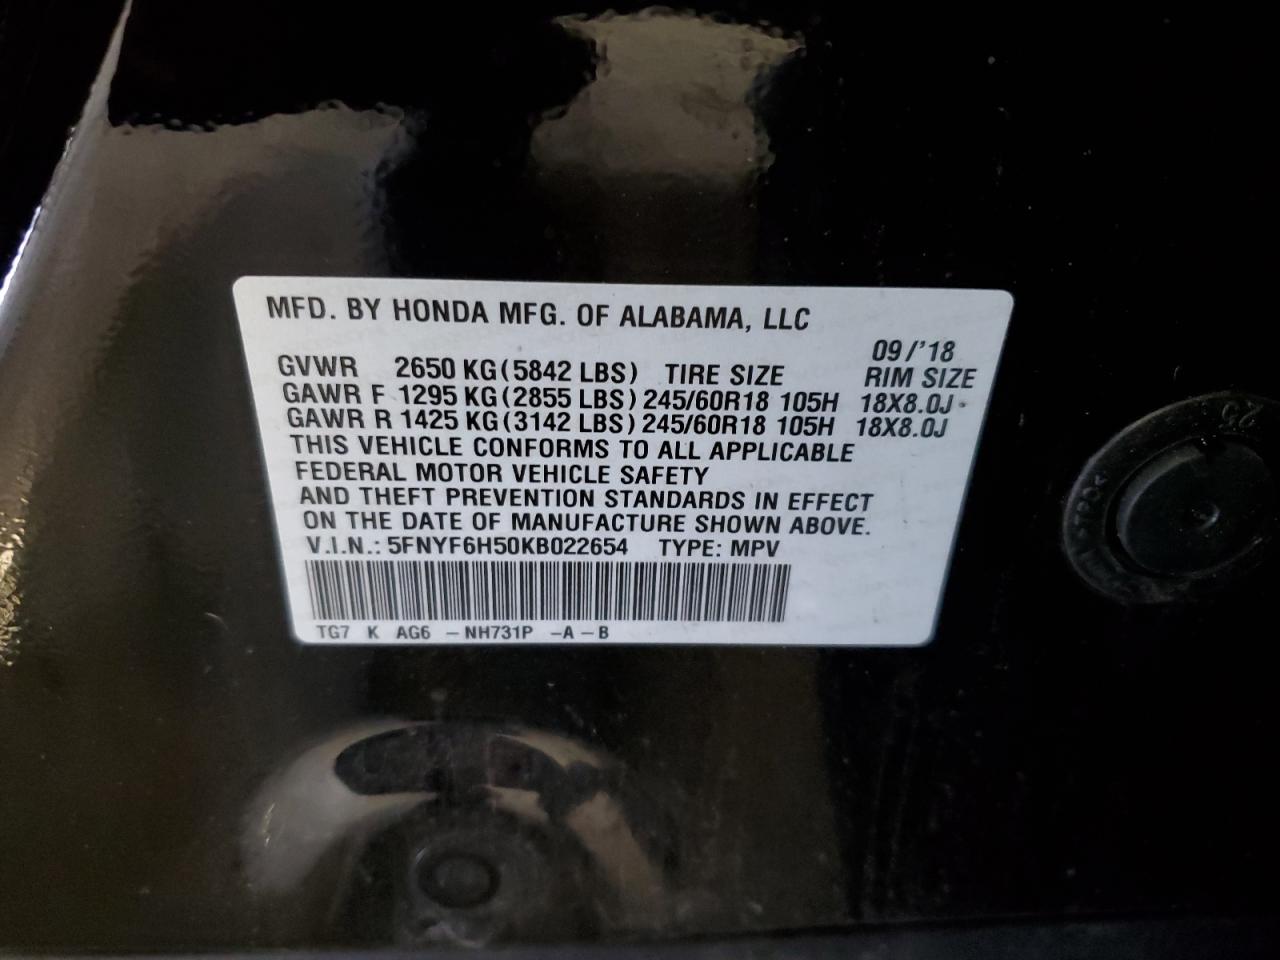 MFD. BY HONDA MFG. OF ALABAMA, LLC
09/'18
GVWR 2650 KG (5842 LBS) TIRE SIZE RIM SIZE
GAWR F 1295 KG (2855 LBS) 245/60R18 105H 18X8.0J
GAWR R 1425 KG (3142 LBS) 245/60R18 105H 18X8.0J
THIS VEHICLE CONFORMS TO ALL APPLICABLE
FEDERAL MOTOR VEHICLE SAFETY
AND THEFT PREVENTION STANDARDS IN EFFECT
ON THE DATE OF MANUFACTURE SHOWN ABOVE.
V.I.N.: 5FNYF6H50KB022654 TYPE: MPV
TG7 K AG6 -NH731P -A-B
25